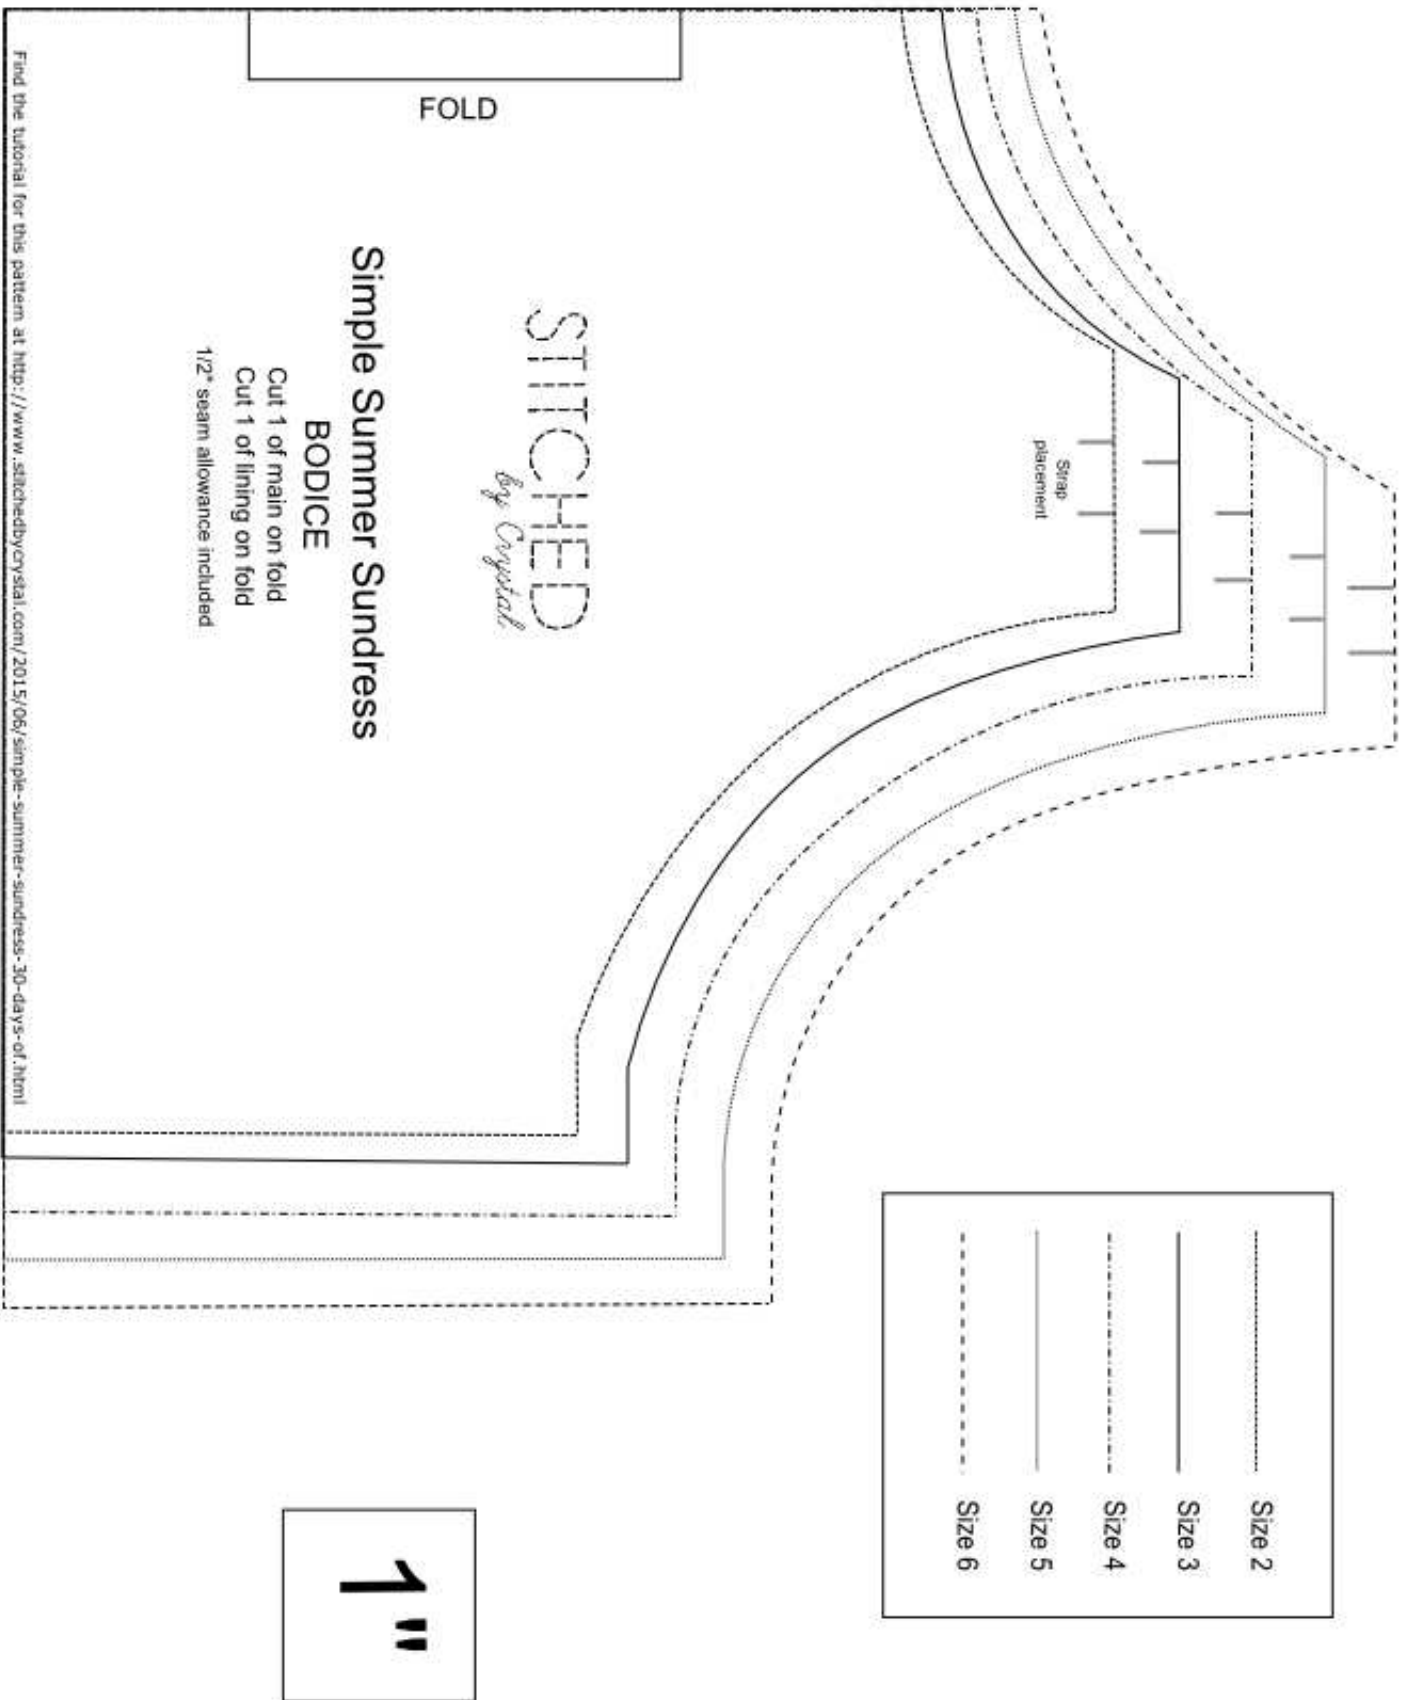 FOLD
STITCHED
by Crystal
Simple Summer Sundress
BODICE
Cut 1 of main on fold
Cut 1 of lining on fold
1/2" seam allowance included
Strap
placement
Size 2
Size 3
Size 4
Size 5
Size 6
1"
Find the tutorial for this pattern at http://www.stitchedbycrystal.com/2015/06/simple-summer-sundress-30-days-of.html